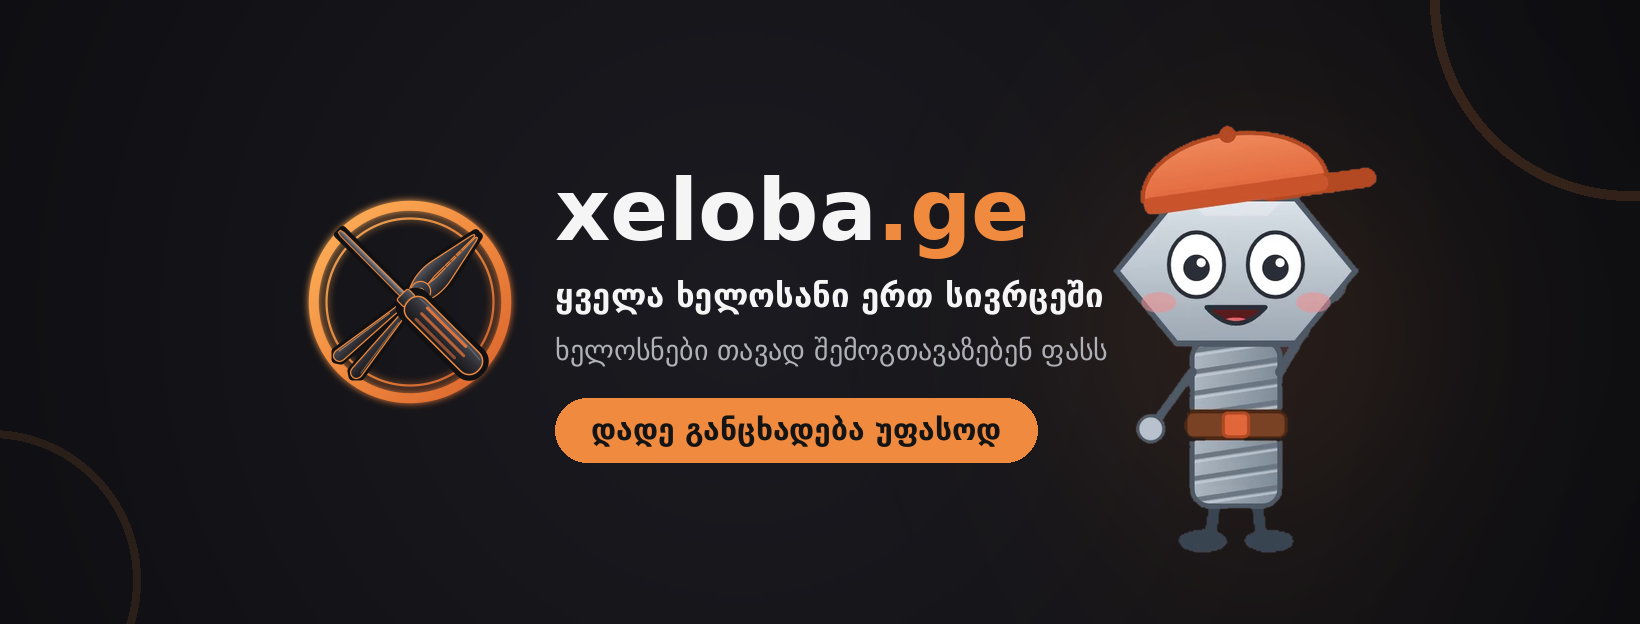 xeloba.ge
ყველა ხელოსანი ერთ სივრცეში
ხელოსნები თავად შემოგთავაზებენ ფასს
დადე განცხადება უფასოდ